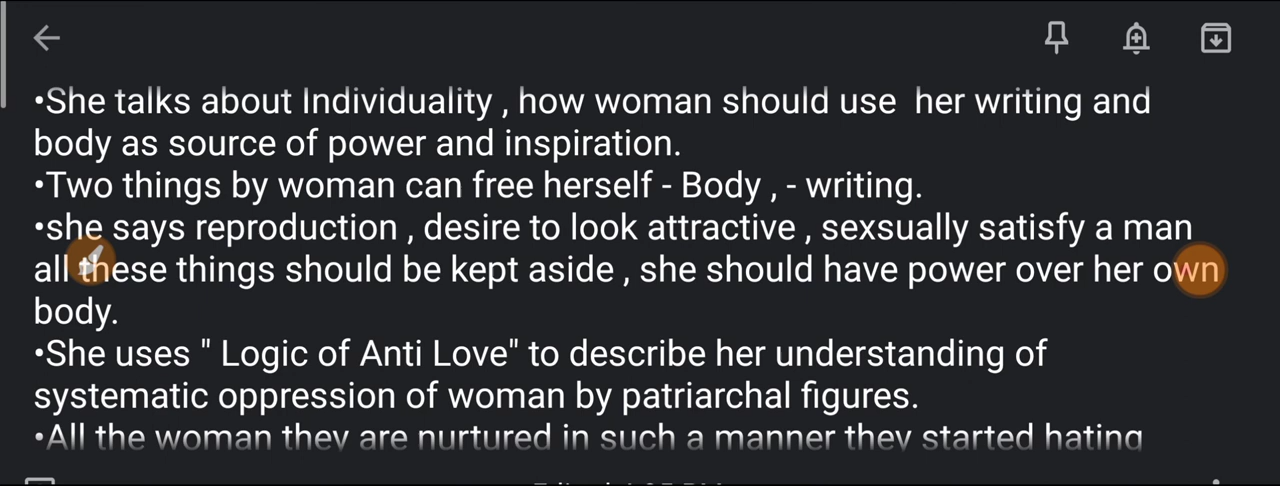 •She talks about Individuality , how woman should use  her writing and
body as source of power and inspiration.
•Two things by woman can free herself - Body , - writing.
•she says reproduction , desire to look attractive , sexsually satisfy a man
all these things should be kept aside , she should have power over her own
body.
•She uses " Logic of Anti Love" to describe her understanding of
systematic oppression of woman by patriarchal figures.
•All the woman they are nurtured in such a manner they started hating